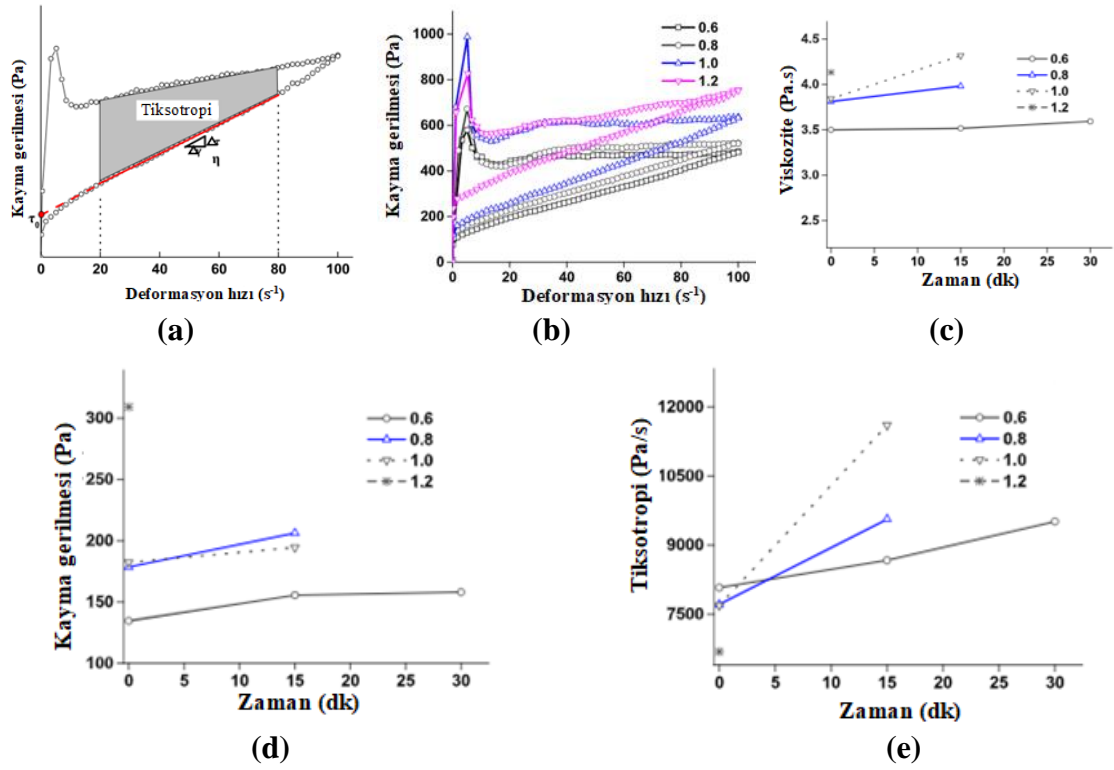 Kayma gerilmesi (Pa)
Tiksotropi
Δτ
Δγ
η
τ0
0 20 40 60 80 100
Deformasyon hızı (s-1)
(a)
Kayma gerilmesi (Pa)
1000
800
600
400
200
0
0.6
0.8
1.0
1.2
0 20 40 60 80 100
Deformasyon hızı (s-1)
(b)
Viskozite (Pa.s)
4.5
4.0
3.5
3.0
2.5
0.6
0.8
1.0
1.2
0 5 10 15 20 25 30
Zaman (dk)
(c)
Kayma gerilmesi (Pa)
300
250
200
150
100
0.6
0.8
1.0
1.2
0 5 10 15 20 25 30
Zaman (dk)
(d)
Tiksotropi (Pa/s)
12000
10500
9000
7500
0.6
0.8
1.0
1.2
0 5 10 15 20 25 30
Zaman (dk)
(e)